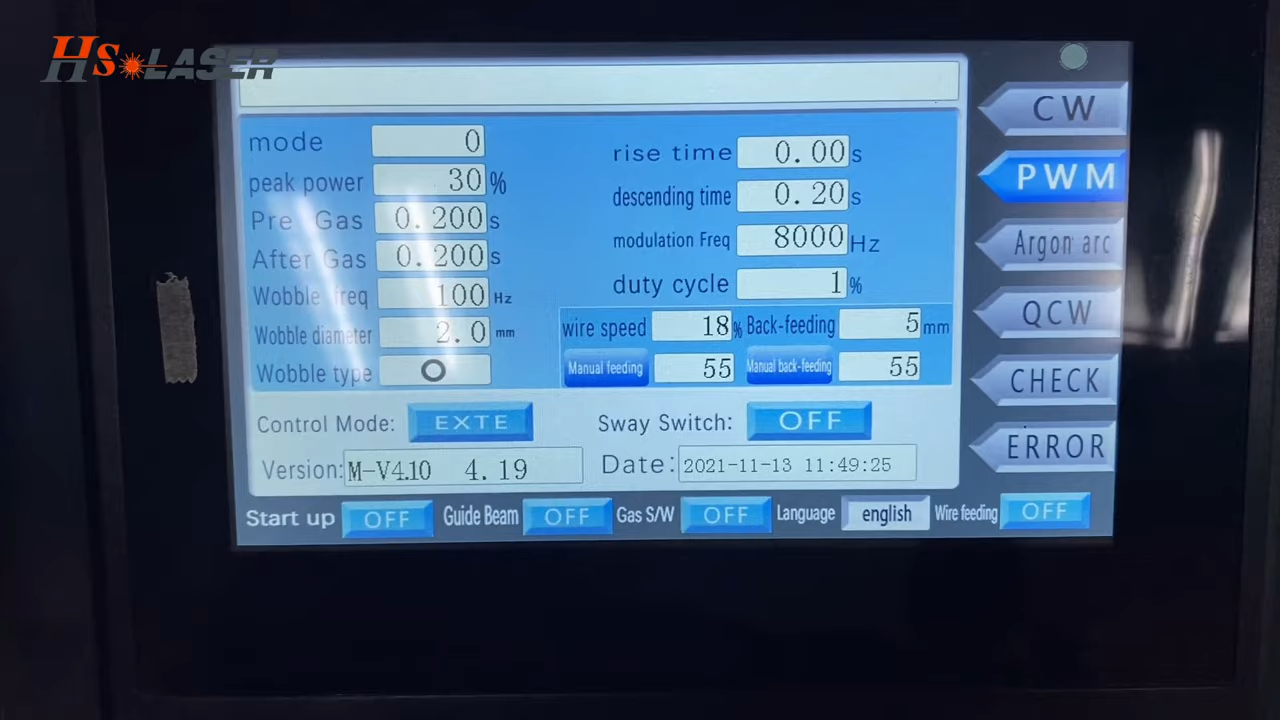 HS LASER
CW
mode 0 rise time 0.00 s
PWM
peak power 30 % descending time 0.20 s
Pre Gas 0.200 s modulation Freq 8000 Hz
Argon arc
After Gas 0.200 s duty cycle 1 %
Wobble freq 100 Hz
QCW
Wobble diameter 2.0 mm wire speed 18 % Back-feeding 5 mm
Wobble type Manual feeding 55 Manual back-feeding 55
CHECK
Control Mode: EXTE Sway Switch: OFF
ERROR
Version: M-V4.10 4.19 Date: 2021-11-13 11:49:25
Start up OFF Guide Beam OFF Gas S/W OFF Language english Wire feeding OFF